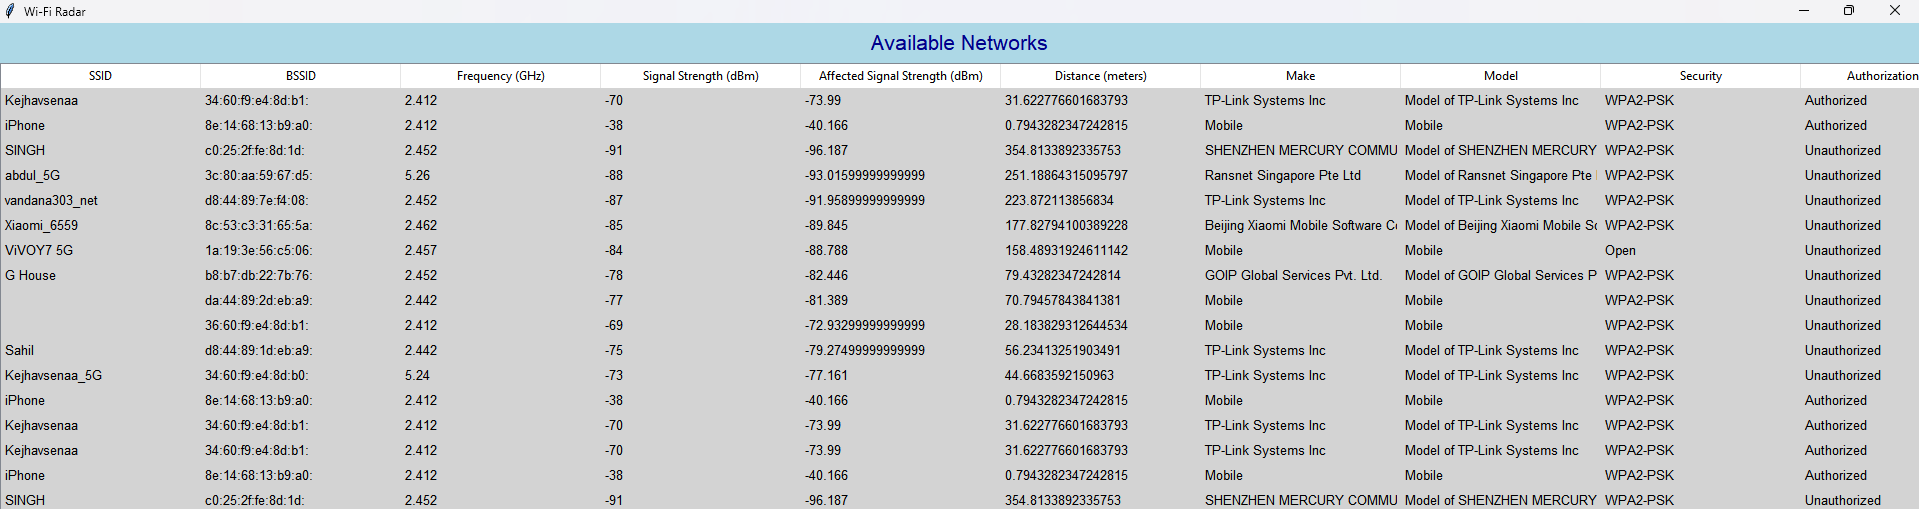 Wi-Fi Radar
Available Networks
SSID BSSID Frequency (GHz) Signal Strength (dBm) Affected Signal Strength (dBm) Distance (meters) Make Model Security Authorization
Kejhavsenaa 34:60:f9:e4:8d:b1: 2.412 -70 -73.99 31.622776601683793 TP-Link Systems Inc Model of TP-Link Systems Inc WPA2-PSK Authorized
iPhone 8e:14:68:13:b9:a0: 2.412 -38 -40.166 0.7943282347242815 Mobile Mobile WPA2-PSK Authorized
SINGH c0:25:2f:fe:8d:1d: 2.452 -91 -96.187 354.8133892335753 SHENZHEN MERCURY COMMU Model of SHENZHEN MERCURY WPA2-PSK Unauthorized
abdul_5G 3c:80:aa:59:67:d5: 5.26 -88 -93.01599999999999 251.18864315095797 Ransnet Singapore Pte Ltd Model of Ransnet Singapore Pte WPA2-PSK Unauthorized
vandana303_net d8:44:89:7e:f4:08: 2.452 -87 -91.95899999999999 223.872113856834 TP-Link Systems Inc Model of TP-Link Systems Inc WPA2-PSK Unauthorized
Xiaomi_6559 8c:53:c3:31:65:5a: 2.462 -85 -89.845 177.82794100389228 Beijing Xiaomi Mobile Software Model of Beijing Xiaomi Mobile WPA2-PSK Unauthorized
ViVOY7 5G 1a:19:3e:56:c5:06: 2.457 -84 -88.788 158.48931924611142 Mobile Mobile Open Unauthorized
G House b8:b7:db:22:7b:76: 2.452 -78 -82.446 79.43282347242814 GOIP Global Services Pvt. Ltd. Model of GOIP Global Services P WPA2-PSK Unauthorized
da:44:89:2d:eb:a9: 2.442 -77 -81.389 70.79457843841381 Mobile Mobile WPA2-PSK Unauthorized
36:60:f9:e4:8d:b1: 2.412 -69 -72.93299999999999 28.183829312644534 Mobile Mobile WPA2-PSK Unauthorized
Sahil d8:44:89:1d:eb:a9: 2.442 -75 -79.27499999999999 56.23413251903491 TP-Link Systems Inc Model of TP-Link Systems Inc WPA2-PSK Unauthorized
Kejhavsenaa_5G 34:60:f9:e4:8d:b0: 5.24 -73 -77.161 44.6683592150963 TP-Link Systems Inc Model of TP-Link Systems Inc WPA2-PSK Unauthorized
iPhone 8e:14:68:13:b9:a0: 2.412 -38 -40.166 0.7943282347242815 Mobile Mobile WPA2-PSK Authorized
Kejhavsenaa 34:60:f9:e4:8d:b1: 2.412 -70 -73.99 31.622776601683793 TP-Link Systems Inc Model of TP-Link Systems Inc WPA2-PSK Authorized
Kejhavsenaa 34:60:f9:e4:8d:b1: 2.412 -70 -73.99 31.622776601683793 TP-Link Systems Inc Model of TP-Link Systems Inc WPA2-PSK Authorized
iPhone 8e:14:68:13:b9:a0: 2.412 -38 -40.166 0.7943282347242815 Mobile Mobile WPA2-PSK Authorized
SINGH c0:25:2f:fe:8d:1d: 2.452 -91 -96.187 354.8133892335753 SHENZHEN MERCURY COMMU Model of SHENZHEN MERCURY WPA2-PSK Unauthorized